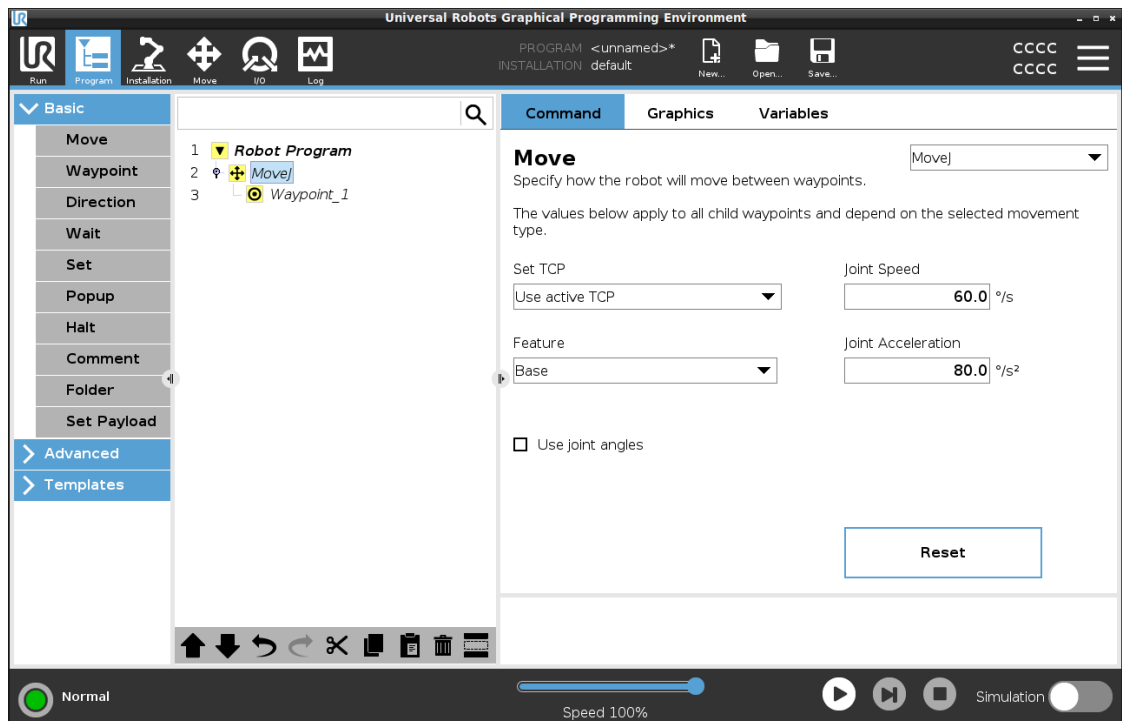 Universal Robots Graphical Programming Environment
UR
Run
Program
Installation
Move
I/O
Log
PROGRAM <unnamed>*
INSTALLATION default
New...
Open...
Save...
CCCC
CCCC
Basic
Move
Waypoint
Direction
Wait
Set
Popup
Halt
Comment
Folder
Set Payload
Advanced
Templates
1 Robot Program
2 MoveJ
3 Waypoint_1
Command Graphics Variables
Move
MoveJ
Specify how the robot will move between waypoints.
The values below apply to all child waypoints and depend on the selected movement
type.
Set TCP
Use active TCP
Joint Speed
60.0 °/s
Feature
Base
Joint Acceleration
80.0 °/s²
Use joint angles
Reset
Normal
Speed 100%
Simulation